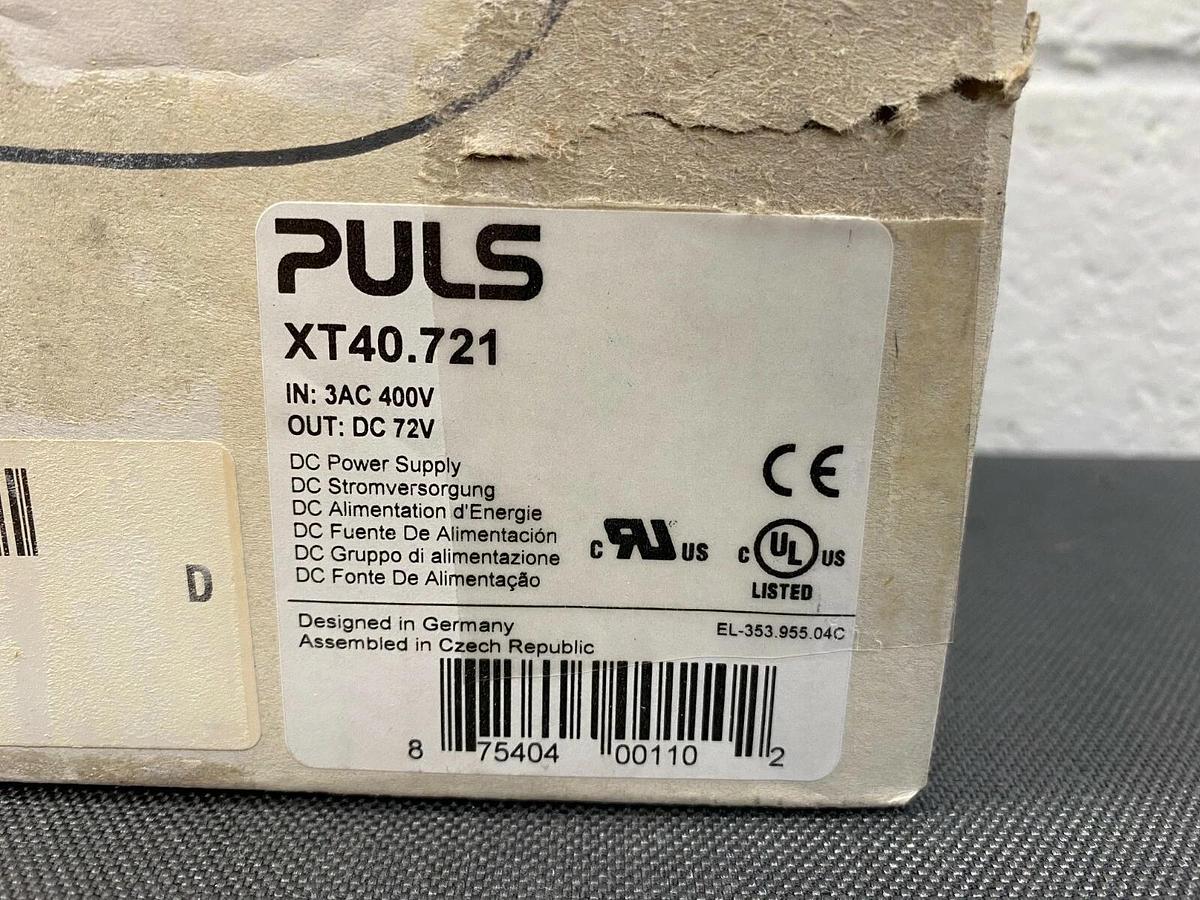 PULS
XT40.721
IN: 3AC 400V
OUT: DC 72V
DC Power Supply
DC Stromversorgung
DC Alimentation d'Energie
DC Fuente De Alimentación
DC Gruppo di alimentazione
DC Fonte De Alimentação
CE
c RU US
c UL US
LISTED
Designed in Germany
Assembled in Czech Republic
EL-353.955.04C
8 75404 00110 2
D